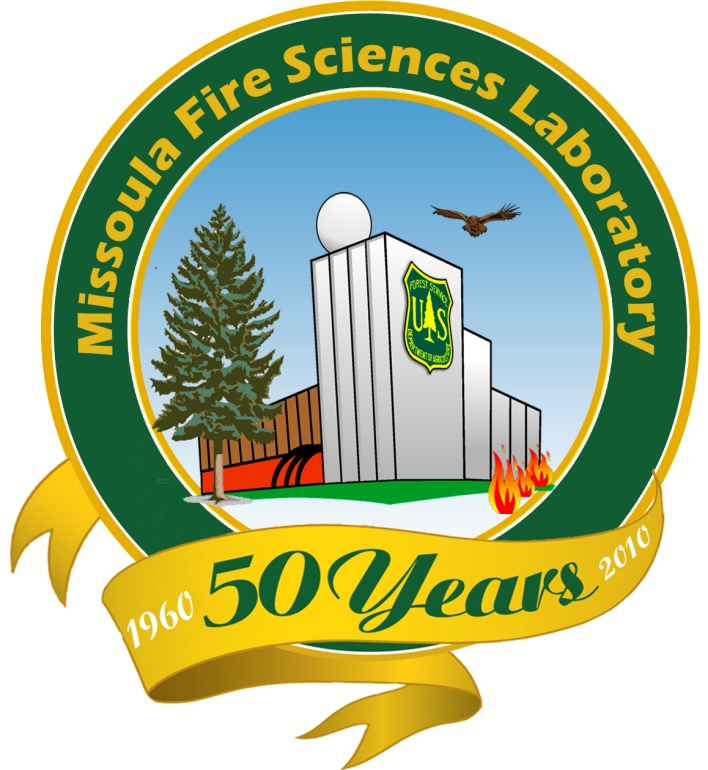 Missoula Fire Sciences Laboratory
FOREST SERVICE
U S
DEPARTMENT OF AGRICULTURE
1960 50 Years 2010